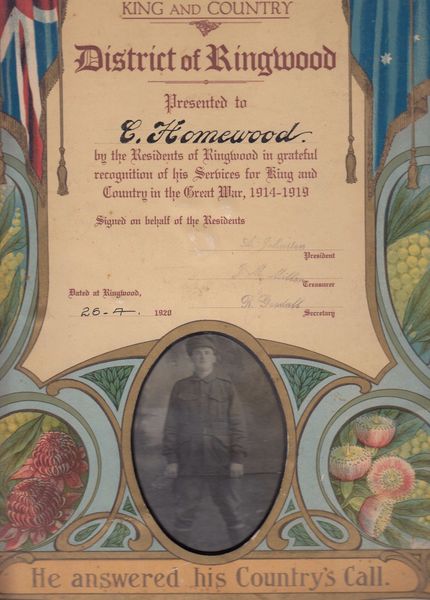 KING AND COUNTRY
District of Ringwood
Presented to
C. Homewood.
by the Residents of Ringwood in grateful
recognition of his Services for King and
Country in the Great War, 1914-1919
Signed on behalf of the Residents
President
Treasurer
Dated at Ringwood,
26-4- 1920
Secretary
He answered his Country's Call.